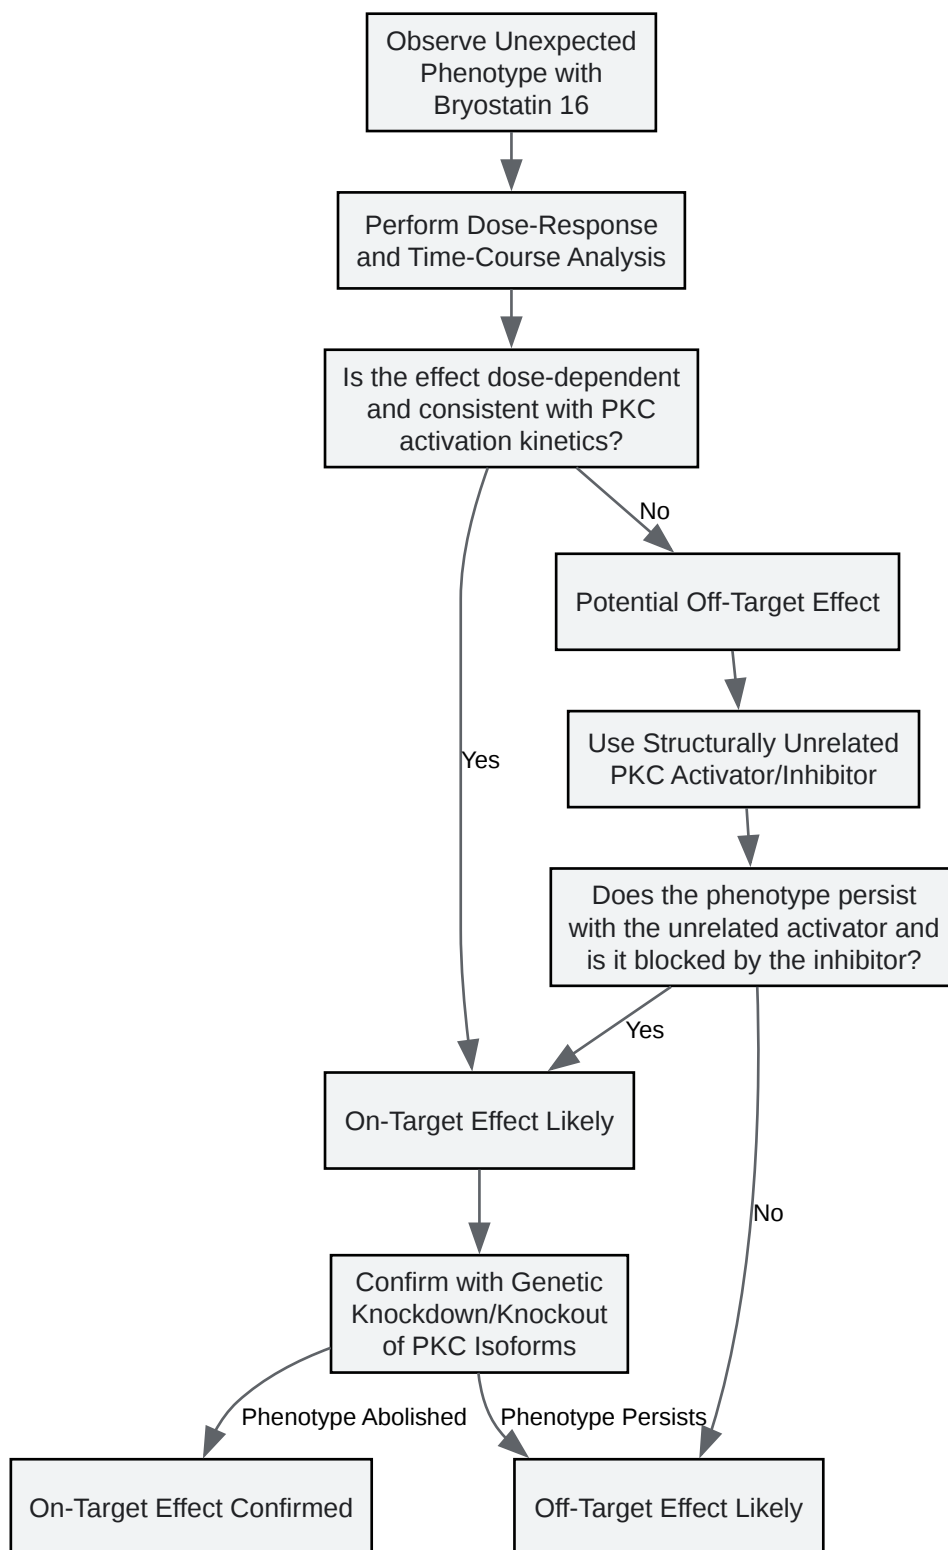 Observe Unexpected
Phenotype with
Bryostatin 16
Perform Dose-Response
and Time-Course Analysis
Is the effect dose-dependent
and consistent with PKC
activation kinetics?
No
Potential Off-Target Effect
Use Structurally Unrelated
PKC Activator/Inhibitor
Yes
Does the phenotype persist
with the unrelated activator and
is it blocked by the inhibitor?
Yes
On-Target Effect Likely
No
Confirm with Genetic
Knockdown/Knockout
of PKC Isoforms
Phenotype Abolished
Phenotype Persists
On-Target Effect Confirmed
Off-Target Effect Likely